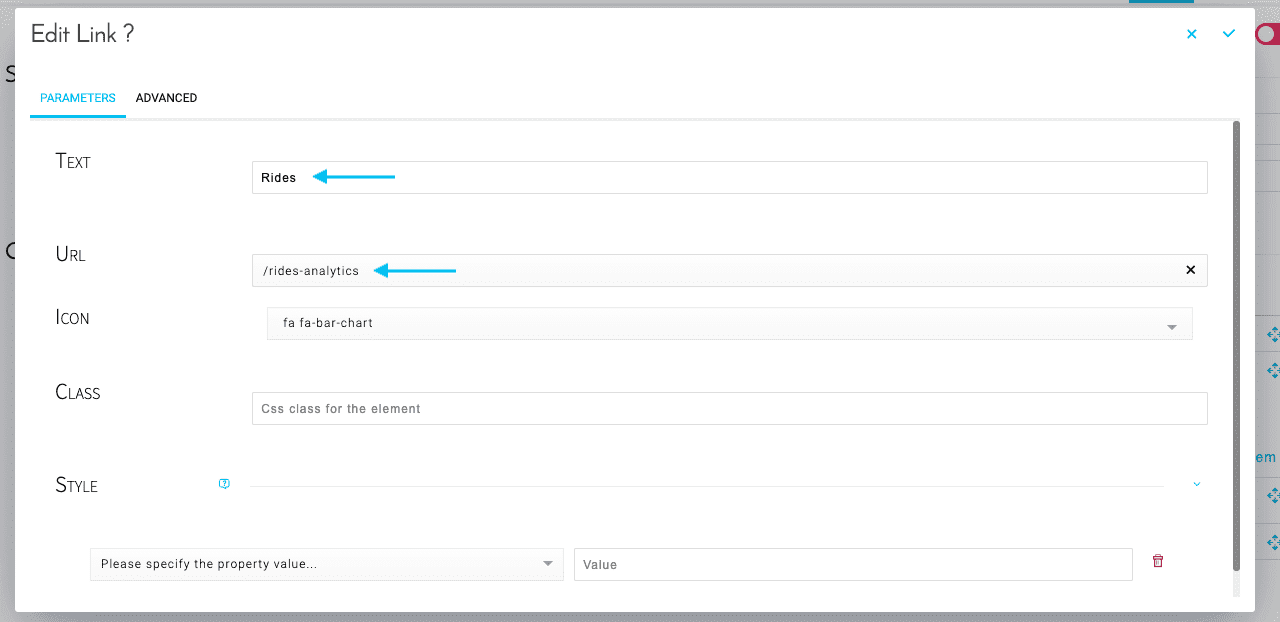 Edit Link ?
PARAMETERS ADVANCED
Text
Rides
Url
/rides-analytics
Icon
fa fa-bar-chart
Class
Css class for the element
Style
Please specify the property value... Value
em